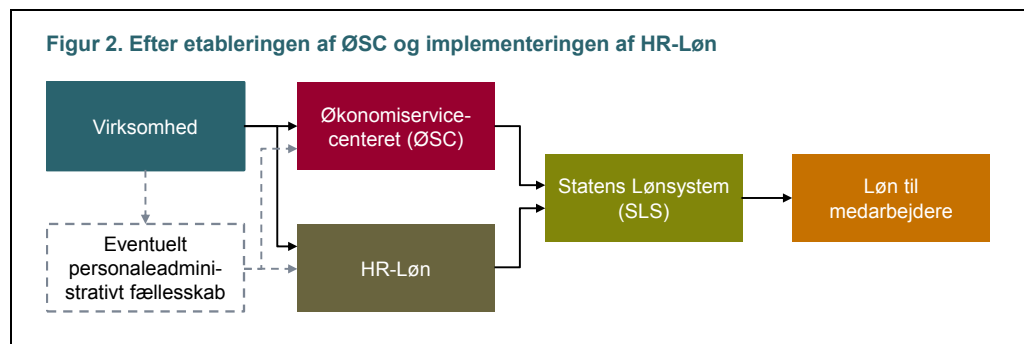 Figur 2. Efter etableringen af ØSC og implementeringen af HR-Løn
Virksomhed
Økonomiservice-
centeret (ØSC)
Statens Lønsystem
(SLS)
Løn til
medarbejdere
Eventuelt
personaleadmini-
strativt fællesskab
HR-Løn